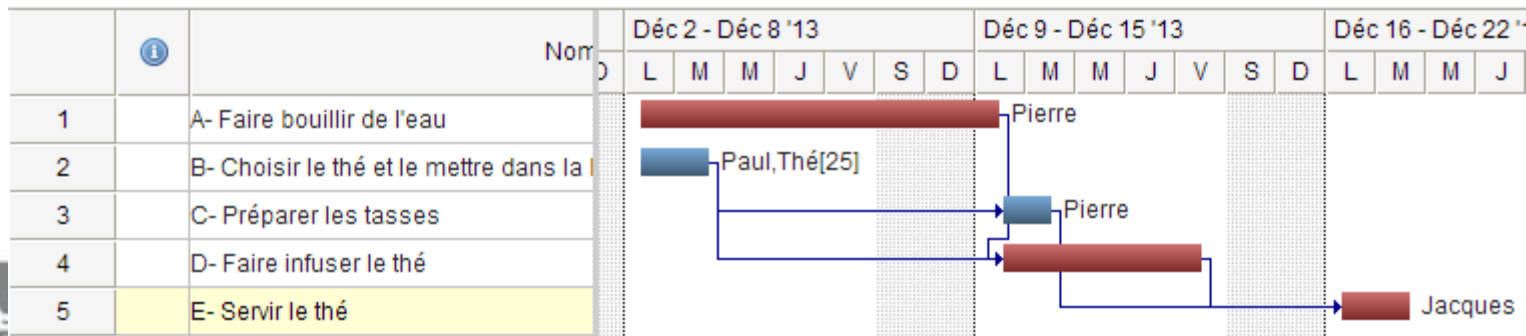 Nom
Déc 2 - Déc 8 '13 Déc 9 - Déc 15 '13 Déc 16 - Déc 22 '
L M M J V S D L M M J V S D L M M J
1 A- Faire bouillir de l'eau Pierre
2 B- Choisir le thé et le mettre dans la Paul,Thé[25]
3 C- Préparer les tasses Pierre
4 D- Faire infuser le thé
5 E- Servir le thé Jacques